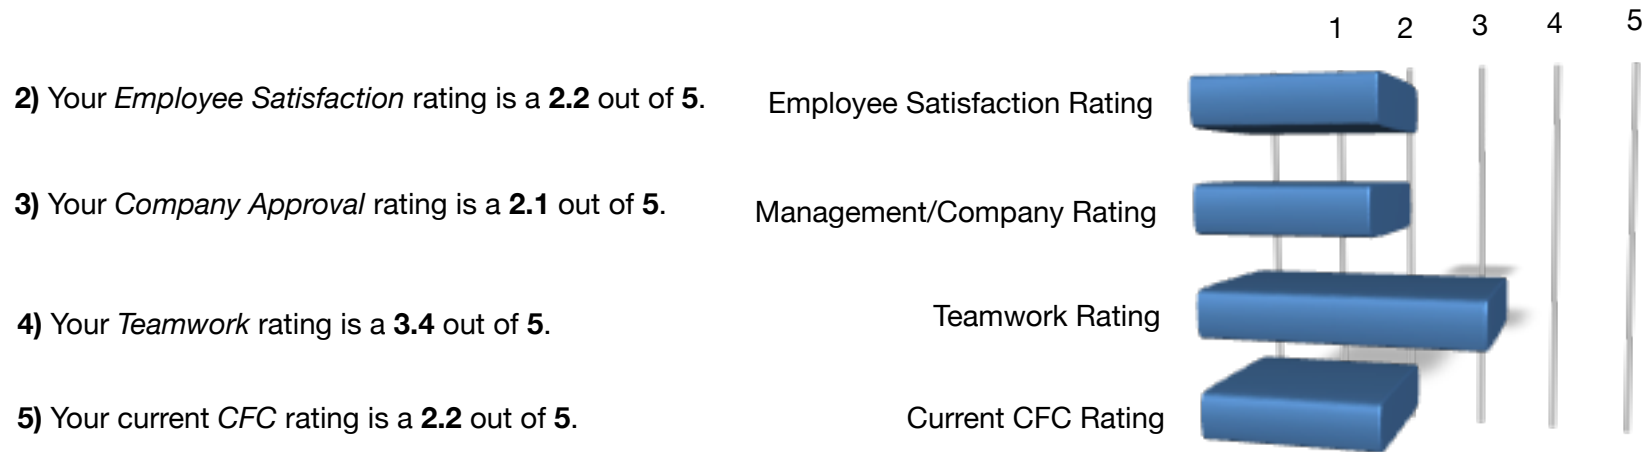 1 2 3 4 5
2) Your Employee Satisfaction rating is a 2.2 out of 5.
Employee Satisfaction Rating
3) Your Company Approval rating is a 2.1 out of 5.
Management/Company Rating
4) Your Teamwork rating is a 3.4 out of 5.
Teamwork Rating
5) Your current CFC rating is a 2.2 out of 5.
Current CFC Rating